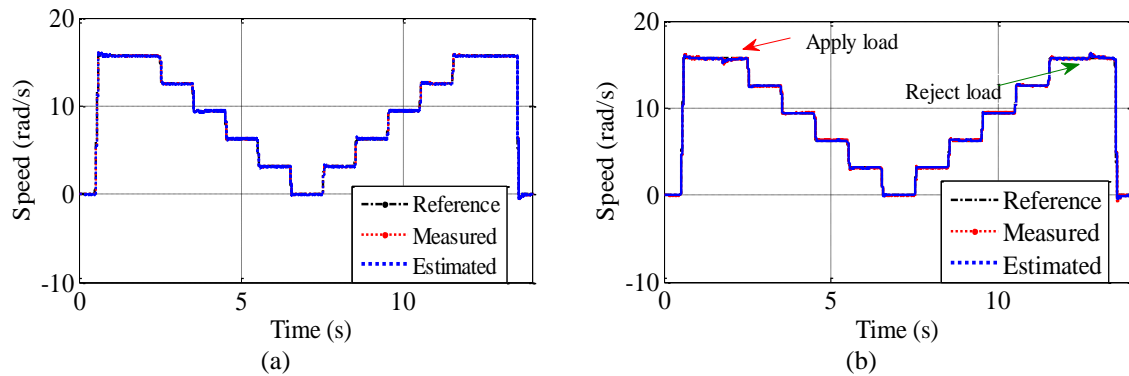 20
10
0
-10
Speed (rad/s)
0
5
10
Time (s)
Reference
Measured
Estimated
(a)
20
10
0
-10
Speed (rad/s)
0
5
10
Time (s)
Apply load
Reject load
Reference
Measured
Estimated
(b)